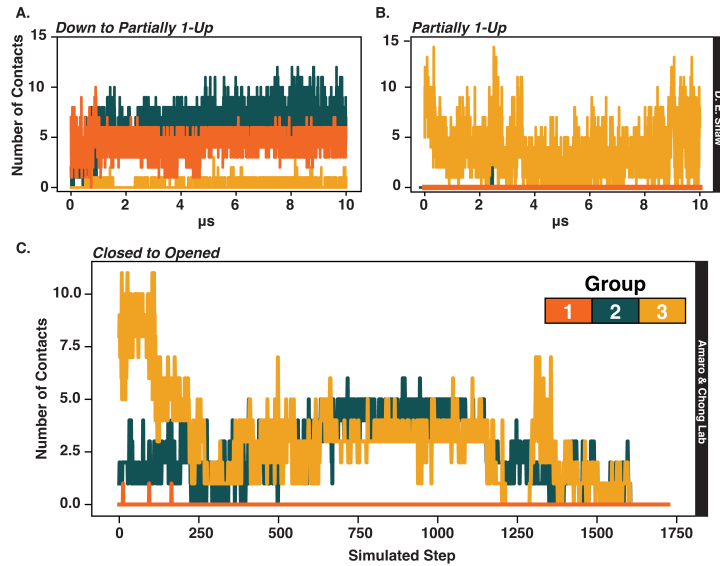 A.
Down to Partially 1-Up
Number of Contacts
15
10
5
0
0 2 4 6 8 10
µs
B.
Partially 1-Up
15
10
5
0
0 2 4 6 8 10
µs
D. E. Shaw
C.
Closed to Opened
Number of Contacts
10.0
7.5
5.0
2.5
0.0
0 250 500 750 1000 1250 1500 1750
Simulated Step
Group
1 2 3
Amaro & Chong Lab